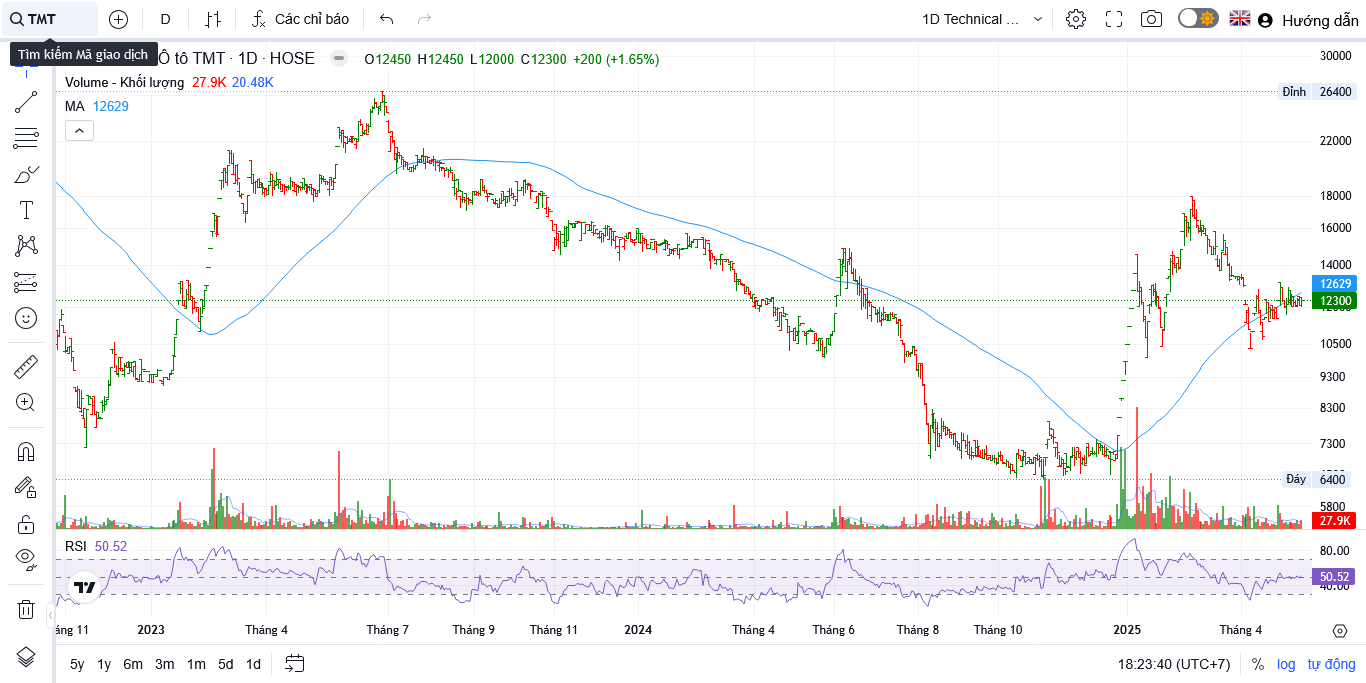 TMT
D
Các chỉ báo
1D Technical ...
Hướng dẫn
Tìm kiếm Mã giao dịch
Ô tô TMT · 1D · HOSE
O12450 H12450 L12000 C12300 +200 (+1.65%)
Volume - Khối lượng 27.9K 20.48K
MA 12629
30000
Đỉnh 26400
22000
18000
16000
14000
12629
12300
10500
9300
8300
7300
Đáy 6400
5800
27.9K
RSI 50.52
80.00
50.52
40.00
2023
Tháng 4
Tháng 7
Tháng 9
Tháng 11
2024
Tháng 4
Tháng 6
Tháng 8
Tháng 10
2025
Tháng 4
5y 1y 6m 3m 1m 5d 1d
18:23:40 (UTC+7)
%
log
tự động